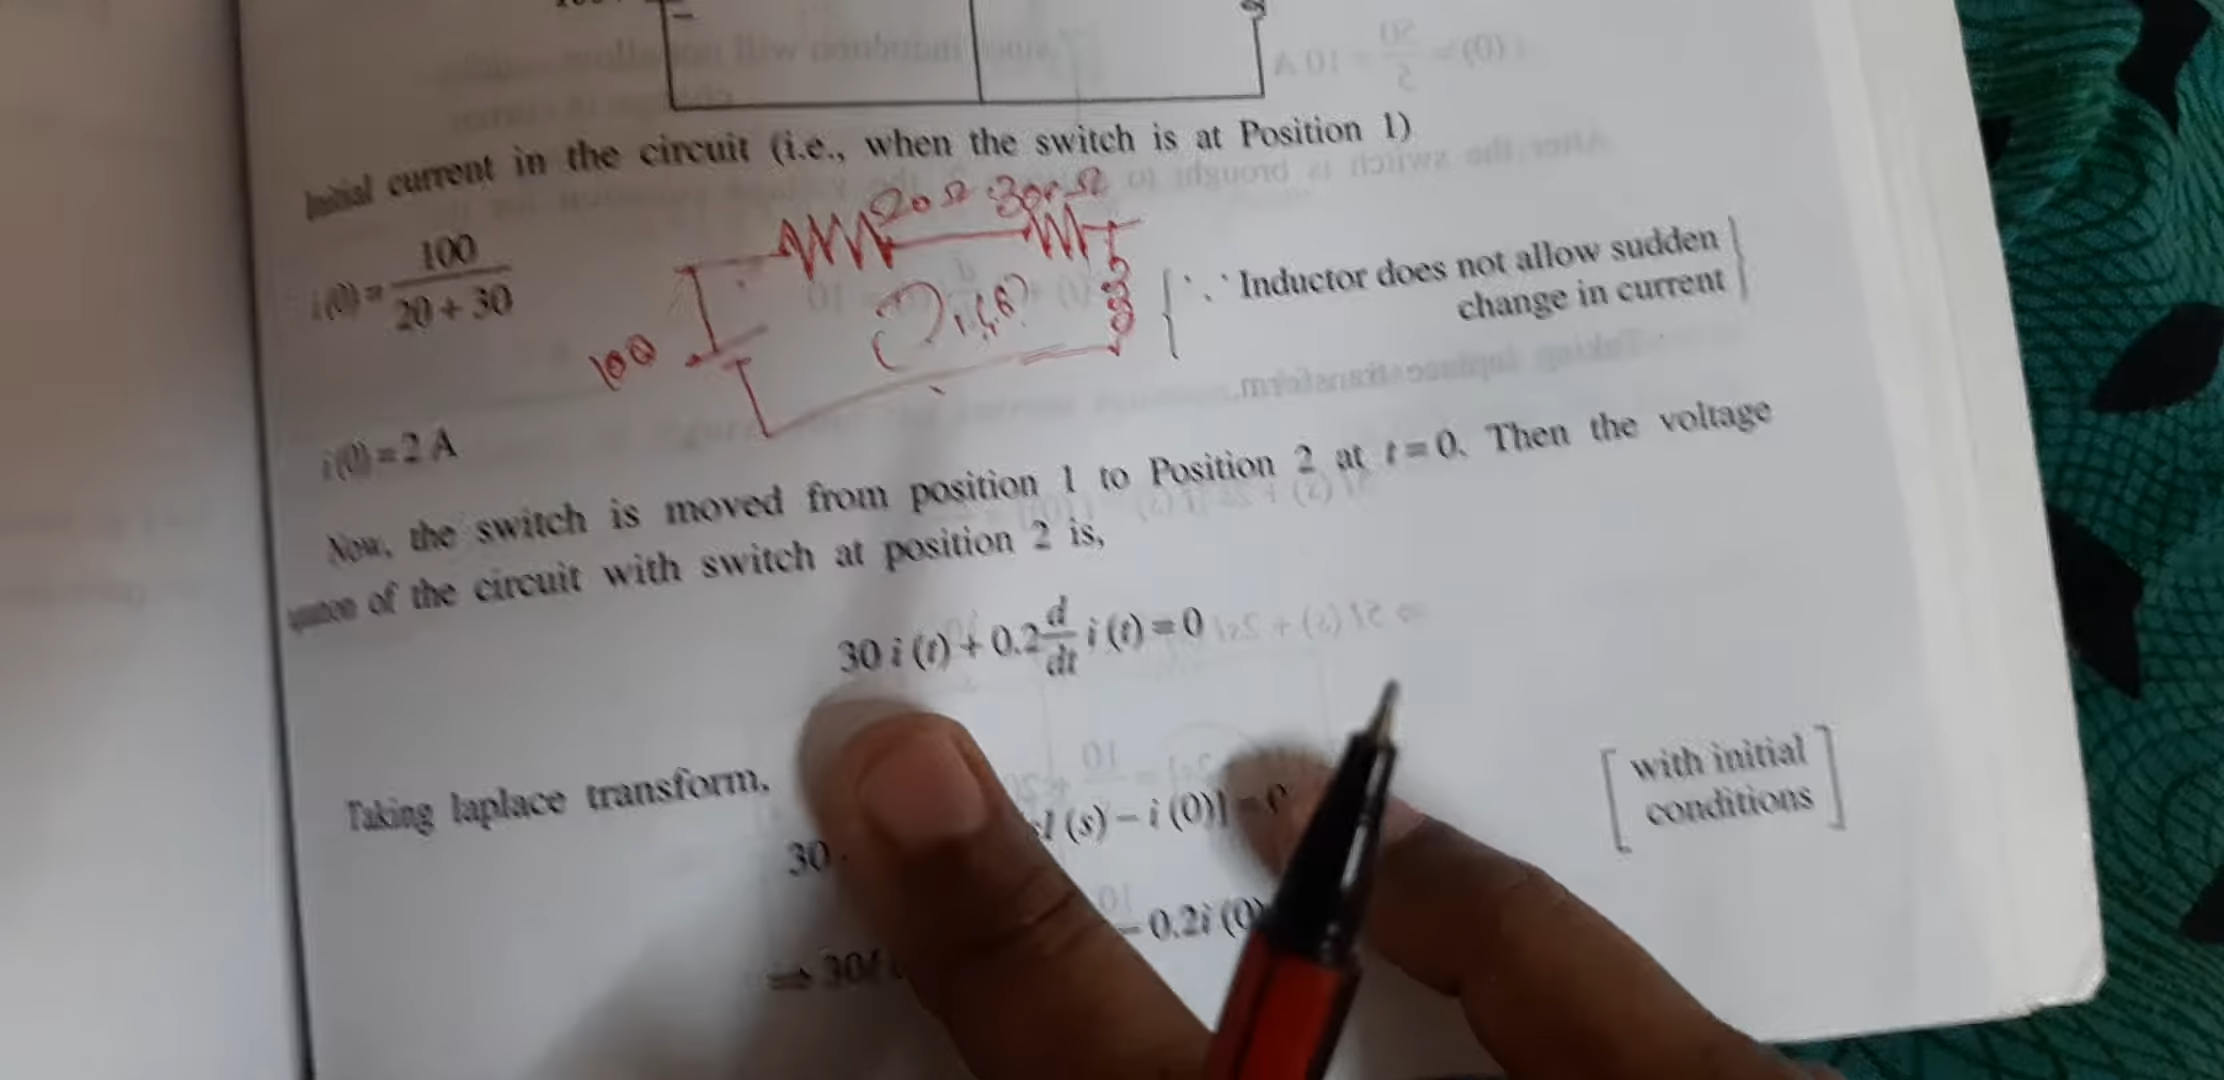 Initial current in the circuit (i.e., when the switch is at Position 1)
20 Ω 30 Ω
i (0) = 100 / 20 + 30
100
{ ∵ Inductor does not allow sudden
change in current }
i (0) = 2 A
Now, the switch is moved from position 1 to Position 2 at t = 0. Then the voltage
of the circuit with switch at position 2 is,
30 i (t) + 0.2 d/dt i (t) = 0
Taking laplace transform,
[ with initial
conditions ]
30
I (s) – i (0)] = 0
⇒ 30I
– 0.2i (0)